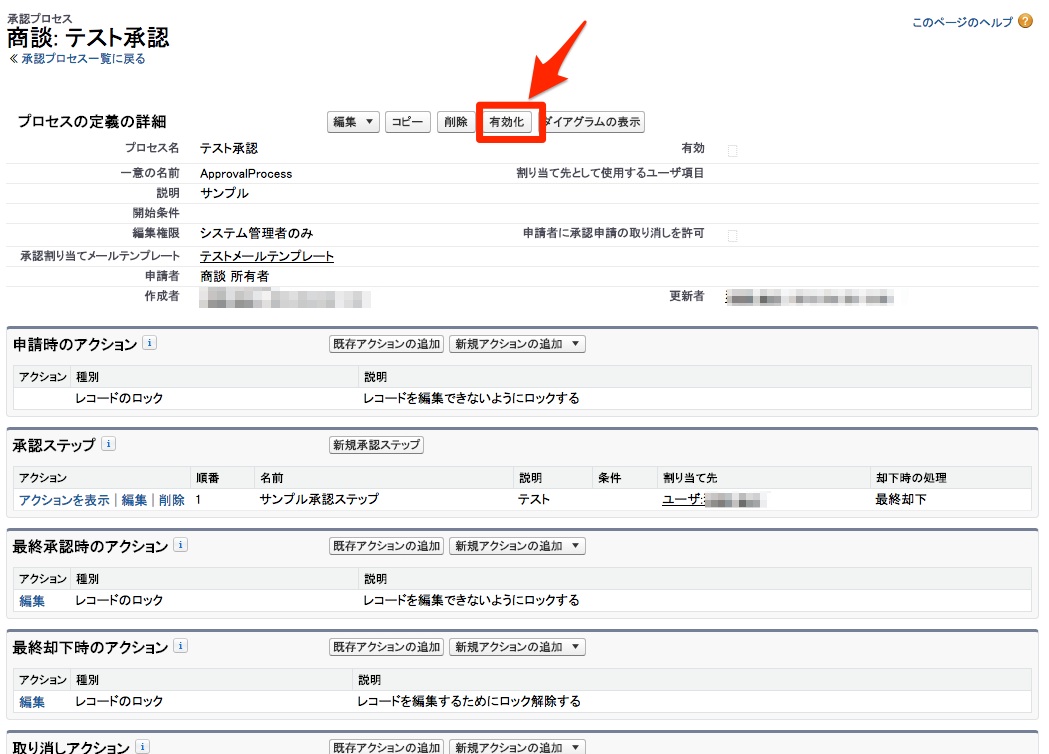 承認プロセス
商談: テスト承認
このページのヘルプ ?
≪ 承認プロセス一覧に戻る
プロセスの定義の詳細 編集 ▼ コピー 削除 有効化 ダイアグラムの表示
プロセス名 テスト承認 有効
一意の名前 ApprovalProcess 割り当て先として使用するユーザ項目
説明 サンプル
開始条件
編集権限 システム管理者のみ 申請者に承認申請の取り消しを許可
承認割り当てメールテンプレート テストメールテンプレート
申請者 商談 所有者
作成者 更新者
申請時のアクション i 既存アクションの追加 新規アクションの追加 ▼
アクション 種別 説明
レコードのロック レコードを編集できないようにロックする
承認ステップ i 新規承認ステップ
アクション 順番 名前 説明 条件 割り当て先 却下時の処理
アクションを表示 | 編集 | 削除 1 サンプル承認ステップ テスト ユーザ: 最終却下
最終承認時のアクション i 既存アクションの追加 新規アクションの追加 ▼
アクション 種別 説明
編集 レコードのロック レコードを編集できないようにロックする
最終却下時のアクション i 既存アクションの追加 新規アクションの追加 ▼
アクション 種別 説明
編集 レコードのロック レコードを編集するためにロック解除する
取り消しアクション i 既存アクションの追加 新規アクションの追加 ▼